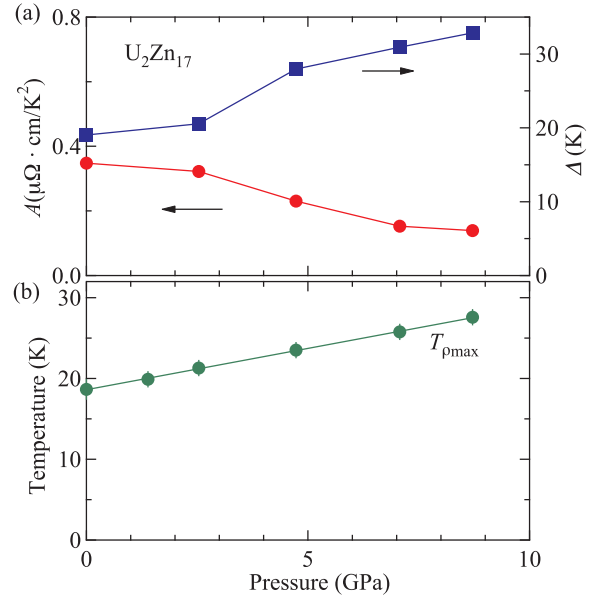 (a)
0.8
0.4
0.0
A(μΩ · cm/K²)
U₂Zn₁₇
30
20
10
0
Δ (K)
(b)
30
20
10
0
Temperature (K)
Tρmax
0
5
10
Pressure (GPa)